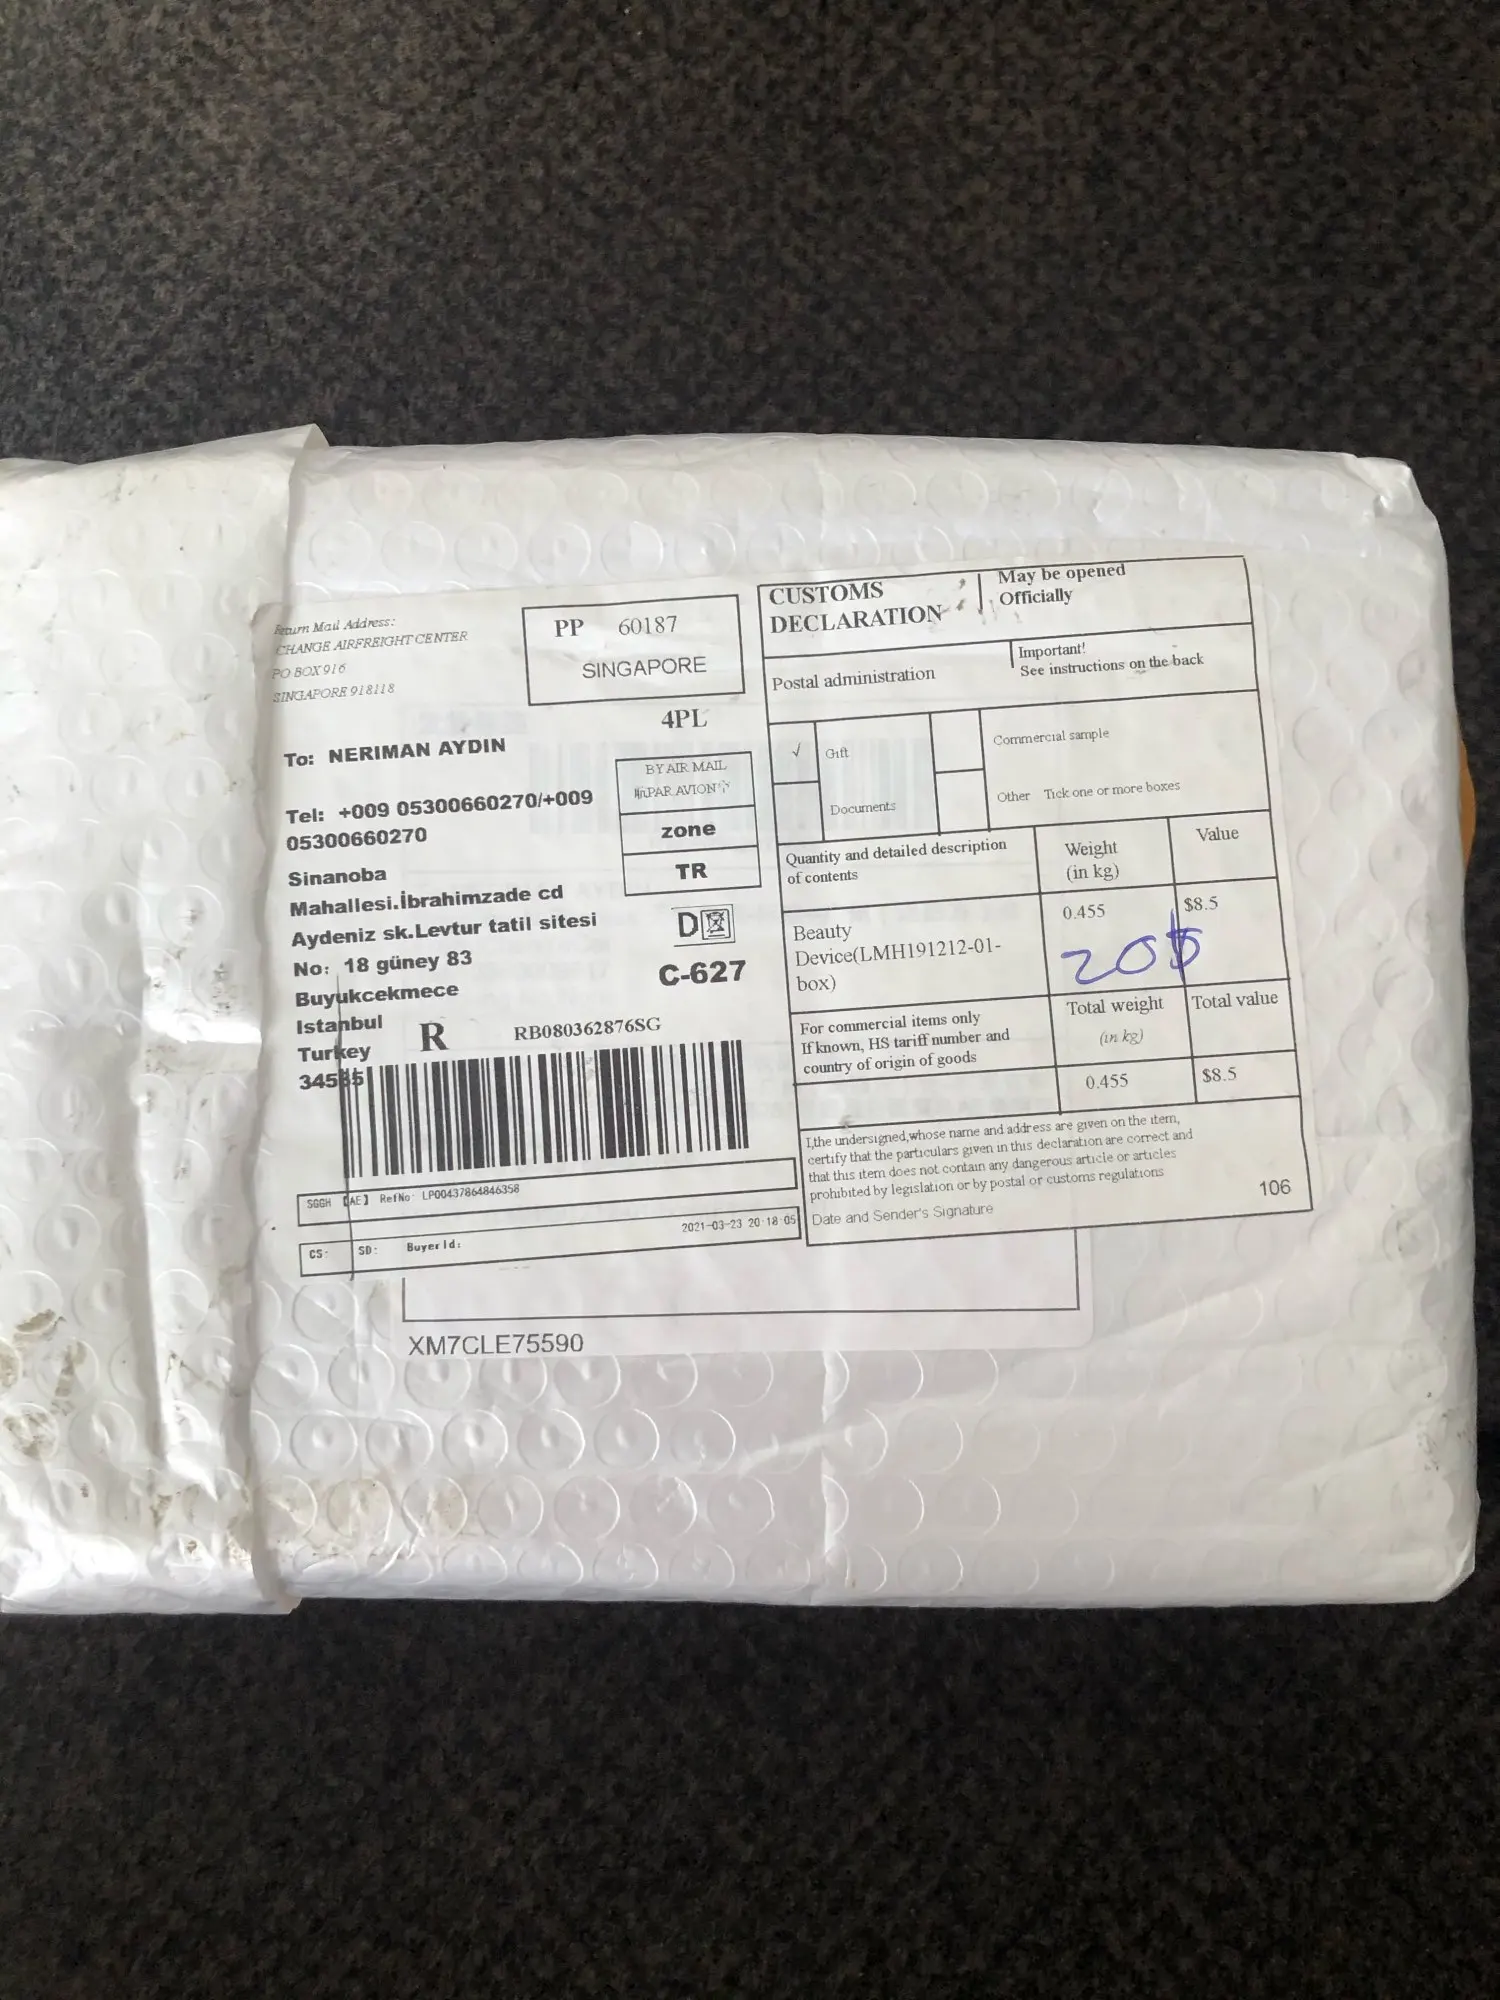 Return Mail Address:
CHANGE AIRFREIGHT CENTER
PO BOX 916
SINGAPORE 918118
PP 60187
SINGAPORE
4PL
To: NERIMAN AYDIN
Tel: +009 05300660270/+009
05300660270
Sinanoba
Mahallesi.İbrahimzade cd
Aydeniz sk.Levtur tatil sitesi
No: 18 güney 83
Buyukcekmece
Istanbul
Turkey
BY AIR MAIL
PAR AVION
zone
TR
D
C-627
R
RB080362876SG
SGGH 【AE】 RefNo: LP00437864846358
2021-03-23 20:18:05
CS:
SD:
Buyer Id:
CUSTOMS
DECLARATION
May be opened
Officially
Postal administration
Important!
See instructions on the back
√
Gift
Commercial sample
Documents
Other Tick one or more boxes
Quantity and detailed description
of contents
Weight
(in kg)
Value
Beauty
Device(LMH191212-01-
box)
0.455
$8.5
20$
For commercial items only
If known, HS tariff number and
country of origin of goods
Total weight
(in kg)
Total value
0.455
$8.5
I,the undersigned,whose name and address are given on the item,
certify that the particulars given in this declaration are correct and
that this item does not contain any dangerous article or articles
prohibited by legislation or by postal or customs regulations
Date and Sender's Signature
106
XM7CLE75590